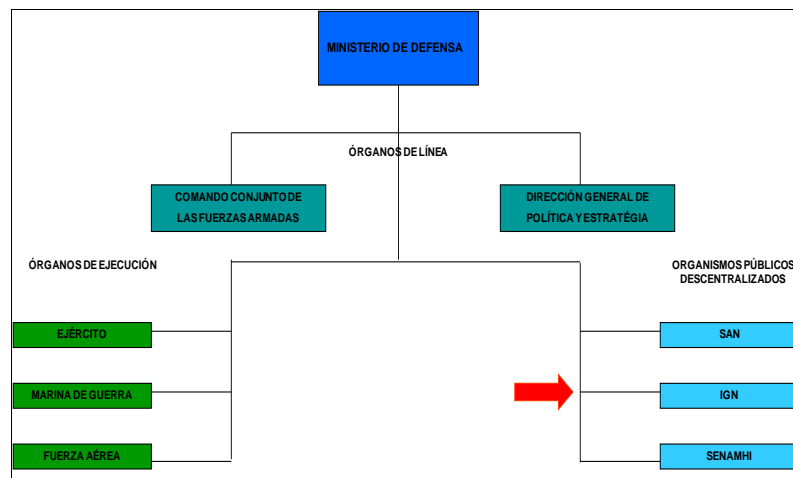 MINISTERIO DE DEFENSA
ÓRGANOS DE LÍNEA
COMANDO CONJUNTO DE
LAS FUERZAS ARMADAS
DIRECCIÓN GENERAL DE
POLÍTICA Y ESTRATÉGIA
ÓRGANOS DE EJECUCIÓN
ORGANISMOS PÚBLICOS
DESCENTRALIZADOS
EJÉRCITO
SAN
MARINA DE GUERRA
IGN
FUERZA AÉREA
SENAMHI